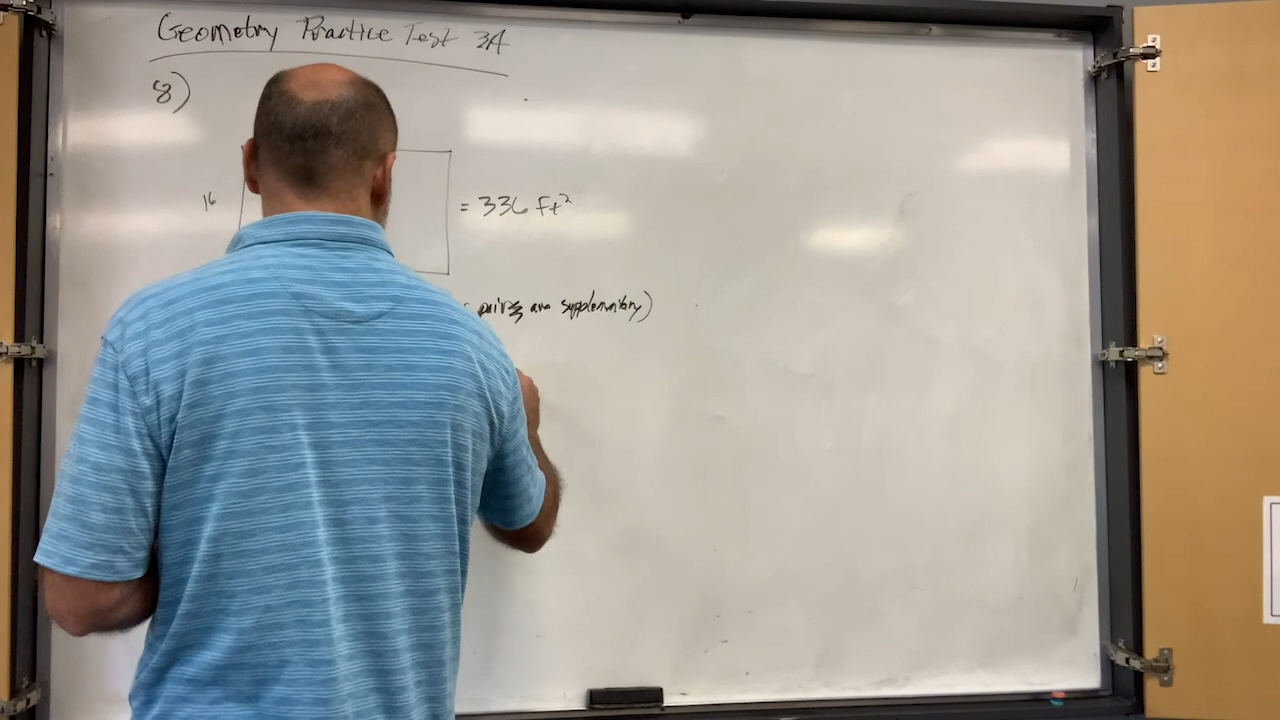 Geometry Practice Test 3A
8)
16
= 336 ft²
pairs are supplementary)